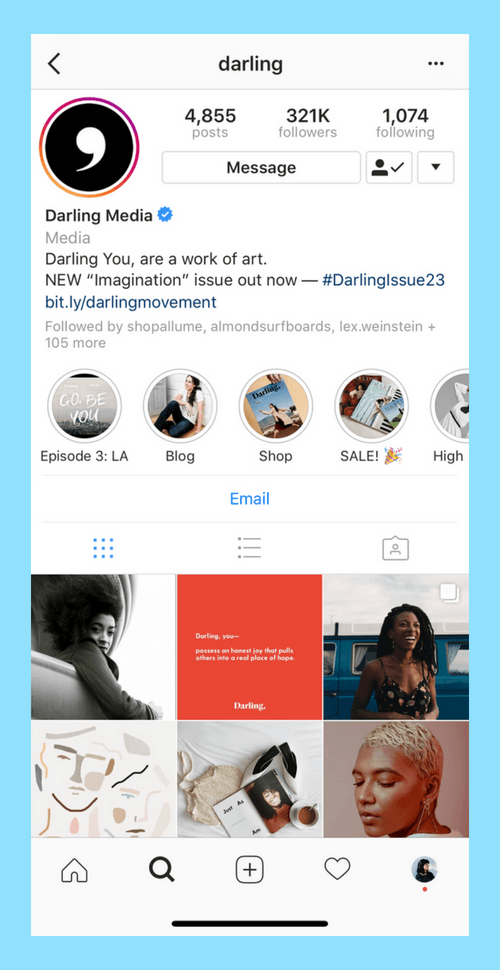 darling
4,855 321K 1,074
posts followers following
Message
Darling Media
Media
Darling You, are a work of art.
NEW “Imagination” issue out now — #DarlingIssue23
bit.ly/darlingmovement
Followed by shopallume, almondsurfboards, lex.weinstein +
105 more
GO, BE
YOU
Darling.
Episode 3: LA Blog Shop SALE! 🎉 High
Email
Darling, you—
possess an honest joy that pulls
others into a real place of hope.
Darling.
Just As
I
Am